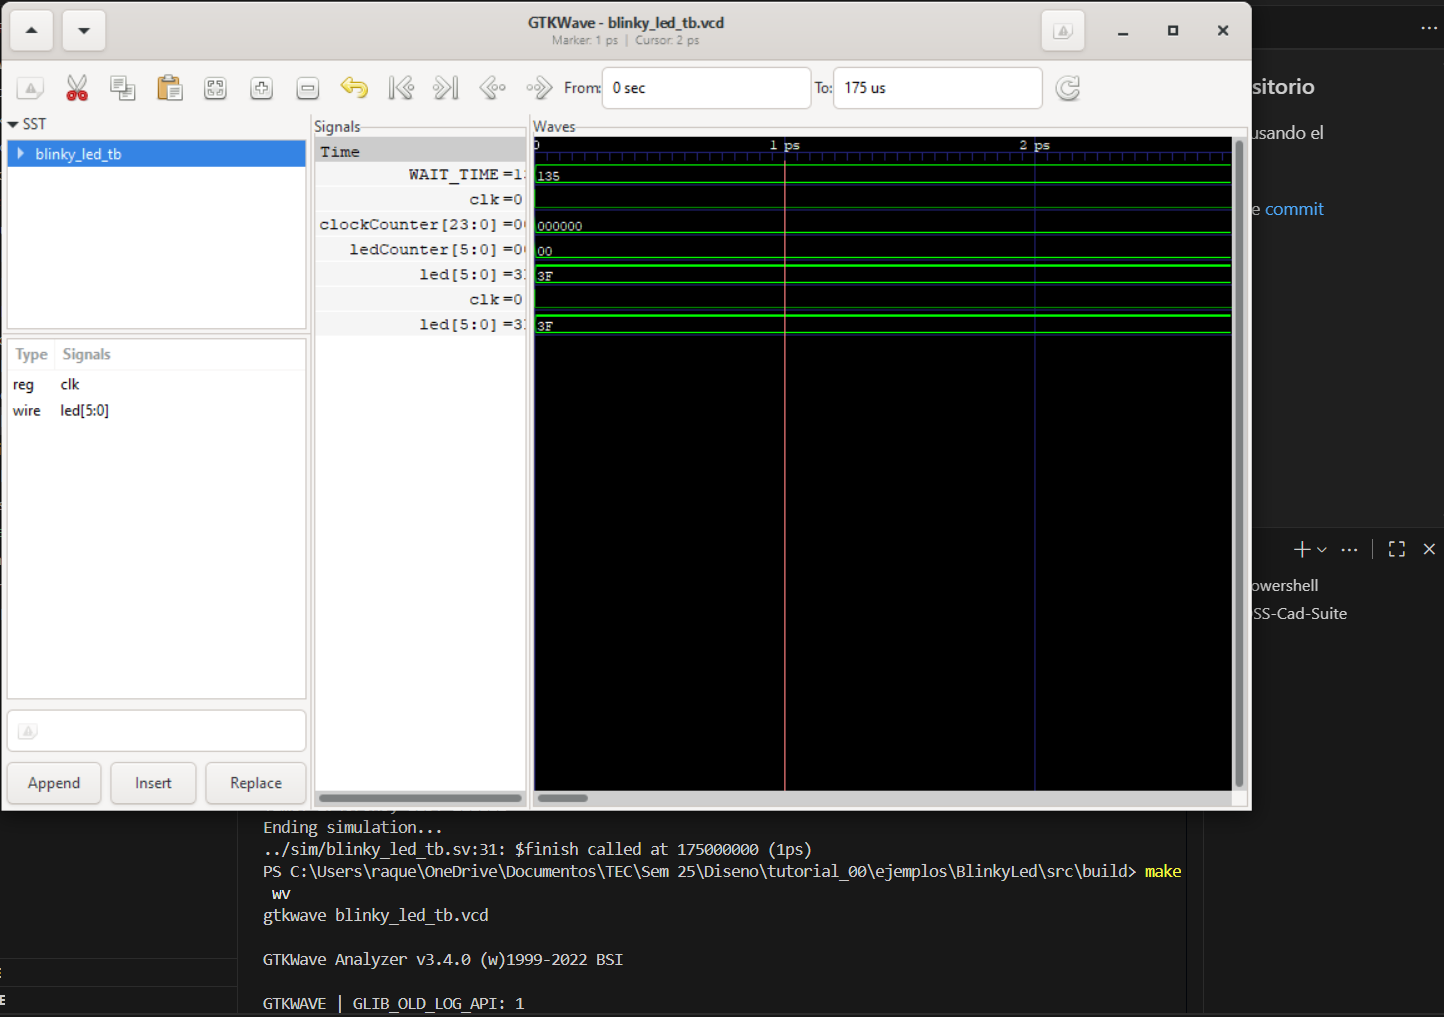 GTKWave - blinky_led_tb.vcd
Marker: 1 ps | Cursor: 2 ps
From: 0 sec To: 175 us
SST
blinky_led_tb
Type Signals
reg clk
wire led[5:0]
Append Insert Replace
Signals
Time
WAIT_TIME =1
clk =0
clockCounter[23:0] =0
ledCounter[5:0] =0
led[5:0] =3
clk =0
led[5:0] =3
Waves
0 1 ps 2 ps
135
000000
00
3F
3F
sitorio
usando el
e commit
owershell
SS-Cad-Suite
Ending simulation...
../sim/blinky_led_tb.sv:31: $finish called at 175000000 (1ps)
PS C:\Users\raque\OneDrive\Documentos\TEC\Sem 25\Diseno\tutorial_00\ejemplos\BlinkyLed\src\build> make
wv
gtkwave blinky_led_tb.vcd
GTKWave Analyzer v3.4.0 (w)1999-2022 BSI
GTKWAVE | GLIB_OLD_LOG_API: 1